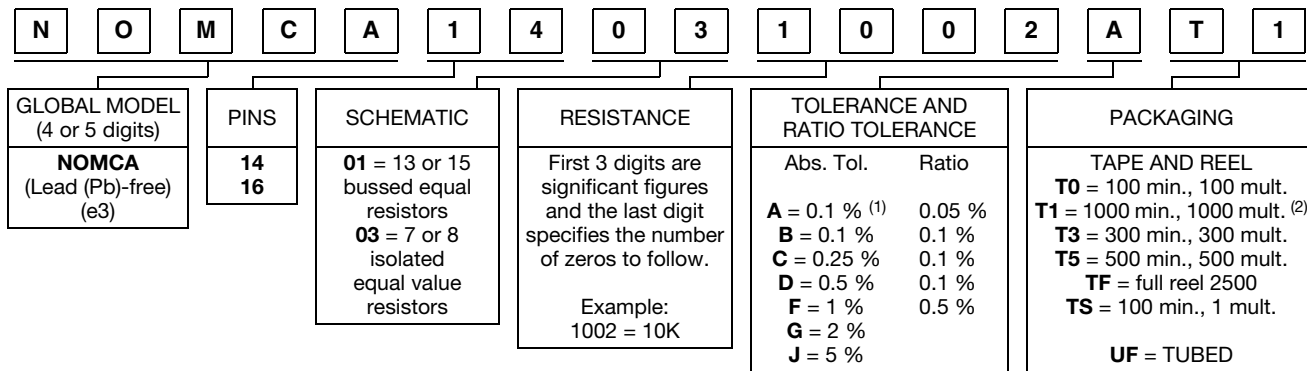 N O M C A 1 4 0 3 1 0 0 2 A T 1
GLOBAL MODEL
(4 or 5 digits)
NOMCA
(Lead (Pb)-free)
(e3)
PINS
14
16
SCHEMATIC
01 = 13 or 15
bussed equal
resistors
03 = 7 or 8
isolated
equal value
resistors
RESISTANCE
First 3 digits are
significant figures
and the last digit
specifies the number
of zeros to follow.
Example:
1002 = 10K
TOLERANCE AND
RATIO TOLERANCE
Abs. Tol. Ratio
A = 0.1 % (1) 0.05 %
B = 0.1 % 0.1 %
C = 0.25 % 0.1 %
D = 0.5 % 0.1 %
F = 1 % 0.5 %
G = 2 %
J = 5 %
PACKAGING
TAPE AND REEL
T0 = 100 min., 100 mult.
T1 = 1000 min., 1000 mult. (2)
T3 = 300 min., 300 mult.
T5 = 500 min., 500 mult.
TF = full reel 2500
TS = 100 min., 1 mult.
UF = TUBED